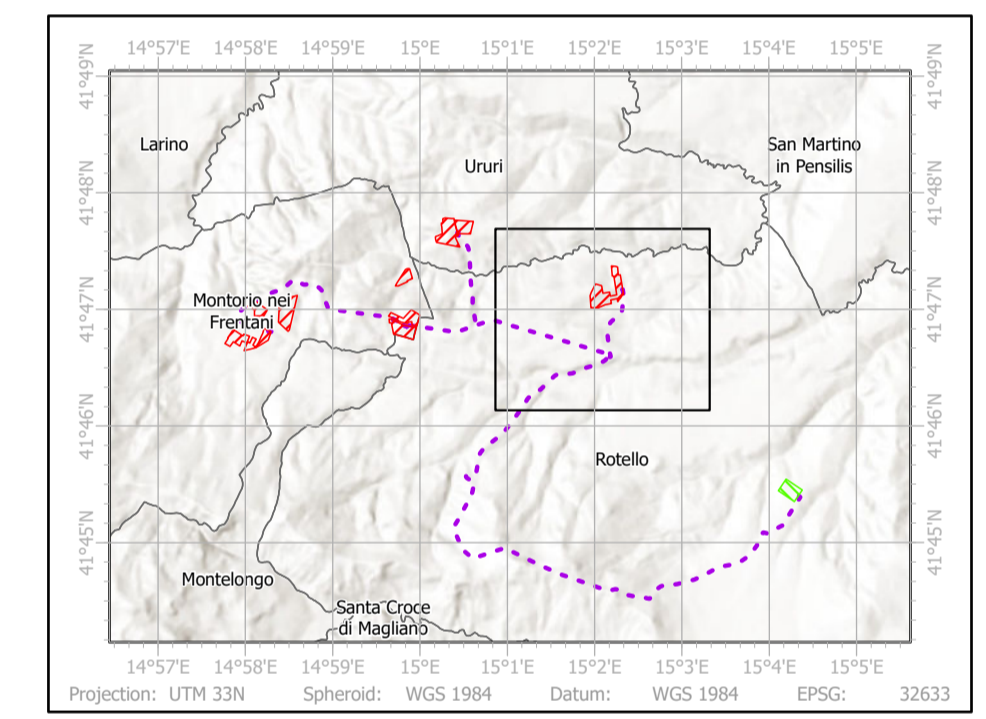 14°57'E 14°58'E 14°59'E 15°E 15°1'E 15°2'E 15°3'E 15°4'E 15°5'E
41°49'N 41°49'N
Larino
Ururi
San Martino
in Pensilis
41°48'N 41°48'N
41°47'N 41°47'N
Montorio nei
Frentani
41°46'N 41°46'N
Rotello
41°45'N 41°45'N
Montelongo
Santa Croce
di Magliano
14°57'E 14°58'E 14°59'E 15°E 15°1'E 15°2'E 15°3'E 15°4'E 15°5'E
Projection: UTM 33N Spheroid: WGS 1984 Datum: WGS 1984 EPSG: 32633